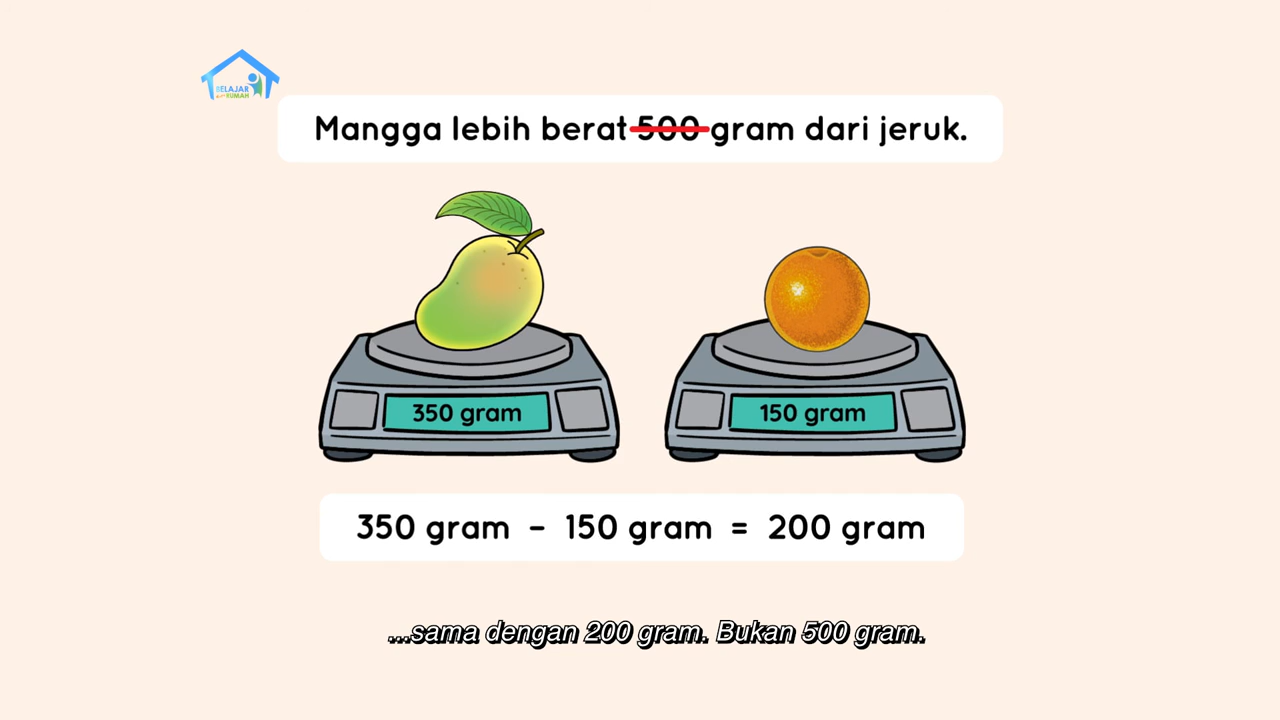 BELAJAR
dari RUMAH
Mangga lebih berat 500 gram dari jeruk.
350 gram
150 gram
350 gram - 150 gram = 200 gram
...sama dengan 200 gram. Bukan 500 gram.